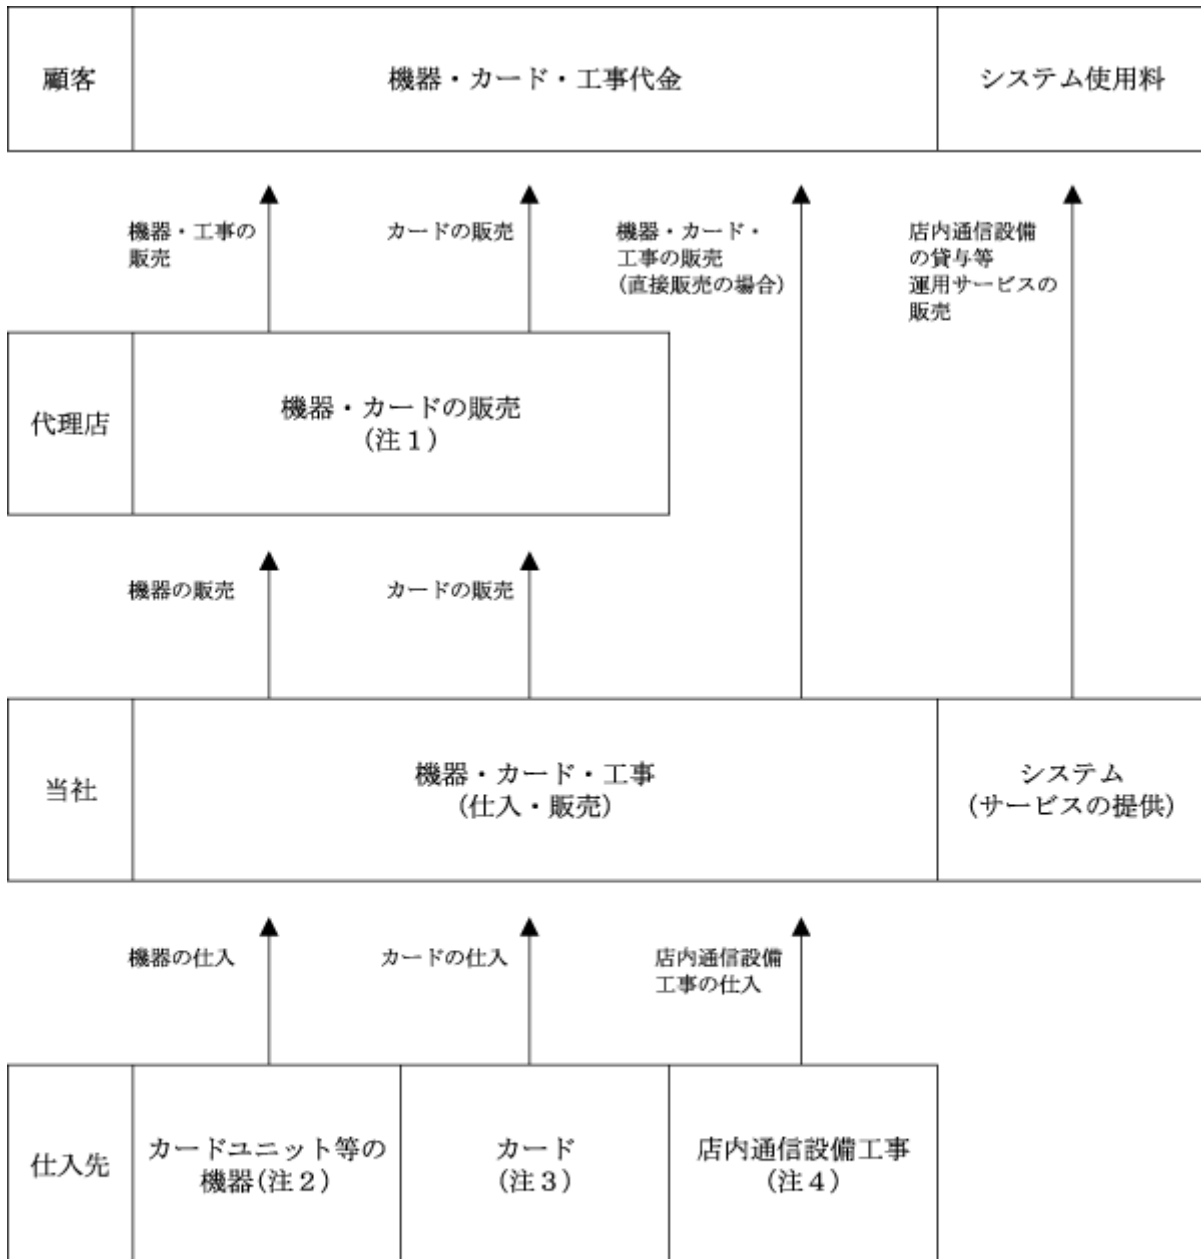 顧客
機器・カード・工事代金
システム使用料
機器・工事の
販売
カードの販売
機器・カード・
工事の販売
(直接販売の場合)
店内通信設備
の貸与等
運用サービスの
販売
代理店
機器・カードの販売
(注１)
機器の販売
カードの販売
当社
機器・カード・工事
(仕入・販売)
システム
(サービスの提供)
機器の仕入
カードの仕入
店内通信設備
工事の仕入
仕入先
カードユニット等の
機器(注２)
カード
(注３)
店内通信設備工事
(注４)